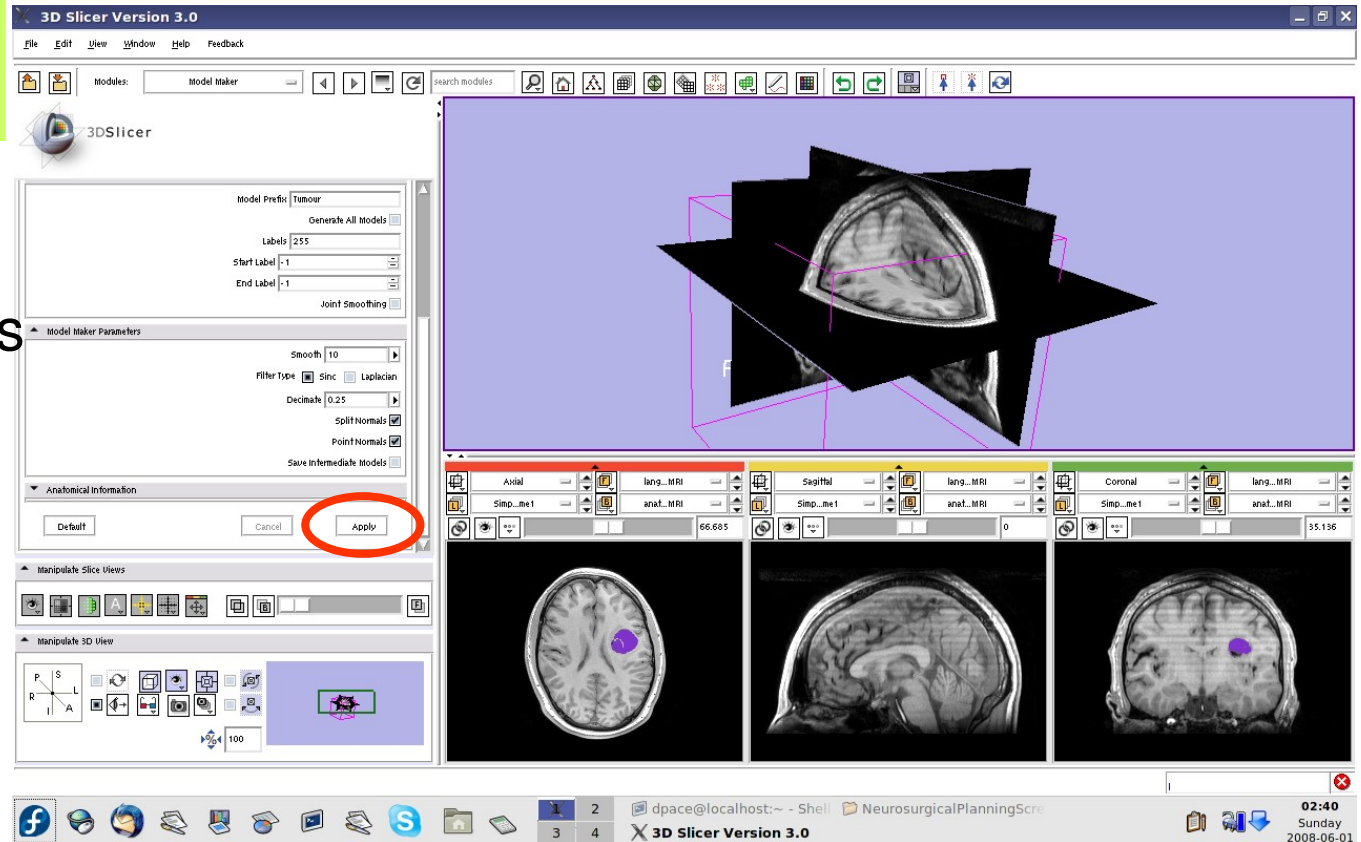 3D Slicer Version 3.0
File Edit View Window Help Feedback
Modules: Model Maker search modules
3DSlicer
Model Prefix Tumour
Generate All Models
Labels 255
Start Label -1
End Label -1
Joint Smoothing
s
Model Maker Parameters
Smooth 10
Filter Type Sinc Laplacian
Decimate 0.25
Split Normals
Point Normals
Save Intermediate Models
Anatomical Information
Default Cancel Apply
Manipulate Slice Views
Manipulate 3D View
P S
R L
I A
% 100
F
Axial lang...MRI
Simp...me1 anat...MRI
66.685
Sagittal lang...MRI
Simp...me1 anat...MRI
0
Coronal lang...MRI
Simp...me1 anat...MRI
35.136
1 2
3 4
dpace@localhost:~ - Shell
NeurosurgicalPlanningScre
3D Slicer Version 3.0
02:40
Sunday
2008-06-01